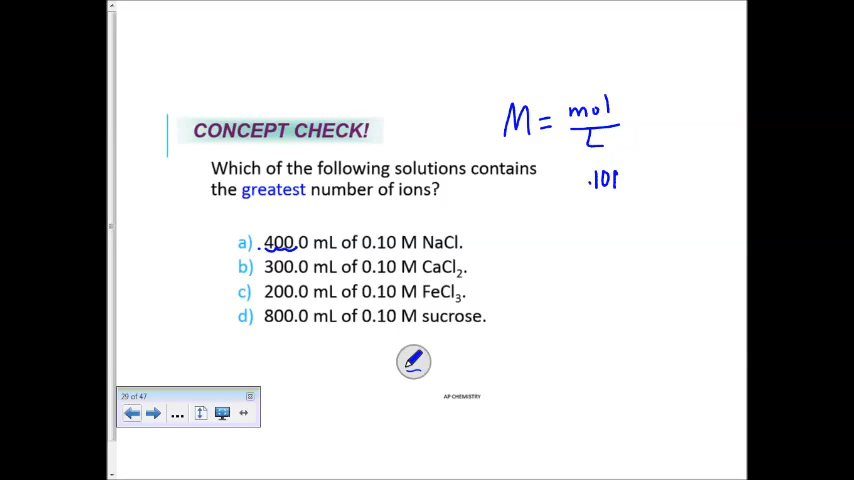 M = mol
L
CONCEPT CHECK!
Which of the following solutions contains
the greatest number of ions?
a) .400.0 mL of 0.10 M NaCl.
b) 300.0 mL of 0.10 M CaCl₂.
c) 200.0 mL of 0.10 M FeCl₃.
d) 800.0 mL of 0.10 M sucrose.
AP CHEMISTRY
29 of 47